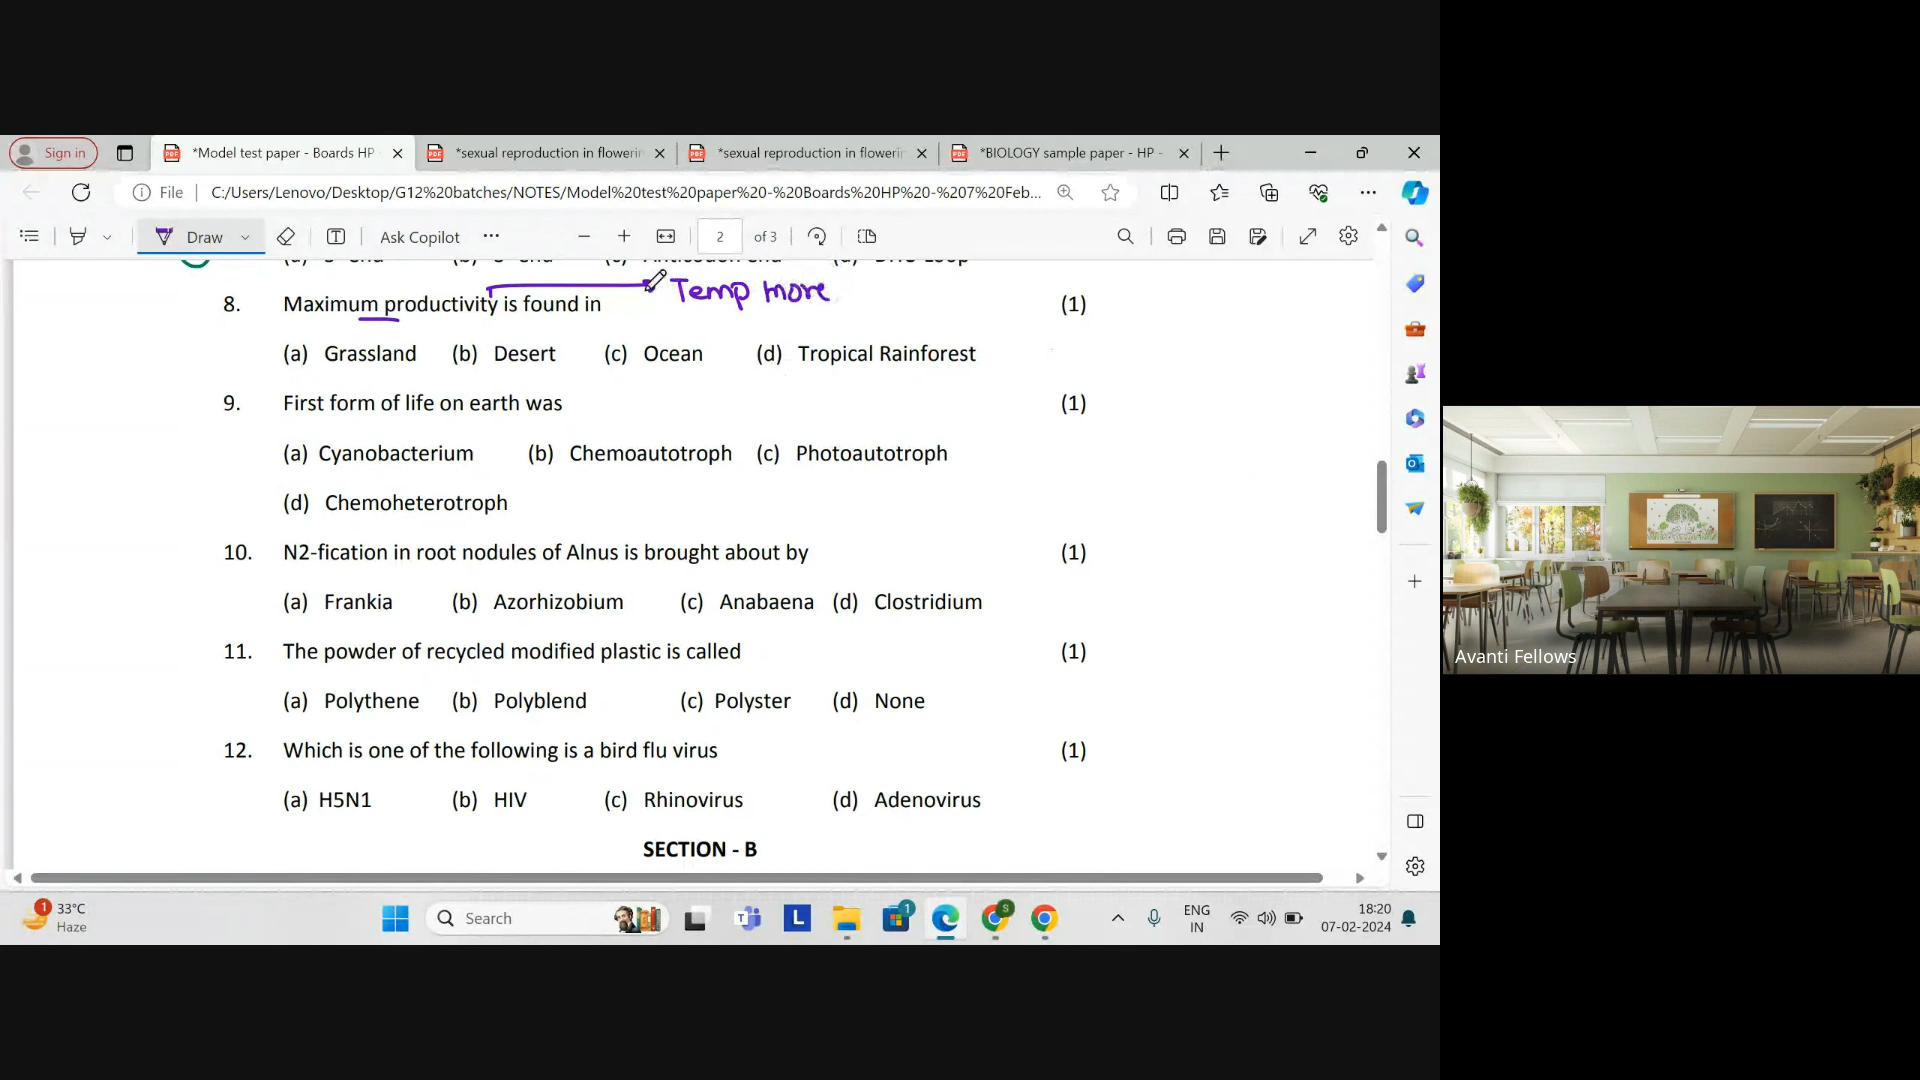 Sign in
*Model test paper - Boards HP
*sexual reproduction in flowerin
*sexual reproduction in flowerin
*BIOLOGY sample paper - HP -
File
C:/Users/Lenovo/Desktop/G12%20batches/NOTES/Model%20test%20paper%20-%20Boards%20HP%20-%207%20Feb...
Draw
Ask Copilot
2 of 3
Temp more
8. Maximum productivity is found in (1)
(a) Grassland (b) Desert (c) Ocean (d) Tropical Rainforest
9. First form of life on earth was (1)
(a) Cyanobacterium (b) Chemoautotroph (c) Photoautotroph
(d) Chemoheterotroph
10. N2-fication in root nodules of Alnus is brought about by (1)
(a) Frankia (b) Azorhizobium (c) Anabaena (d) Clostridium
11. The powder of recycled modified plastic is called (1)
(a) Polythene (b) Polyblend (c) Polyster (d) None
12. Which is one of the following is a bird flu virus (1)
(a) H5N1 (b) HIV (c) Rhinovirus (d) Adenovirus
SECTION - B
Avanti Fellows
1
33°C
Haze
Search
1
S
ENG
IN
18:20
07-02-2024